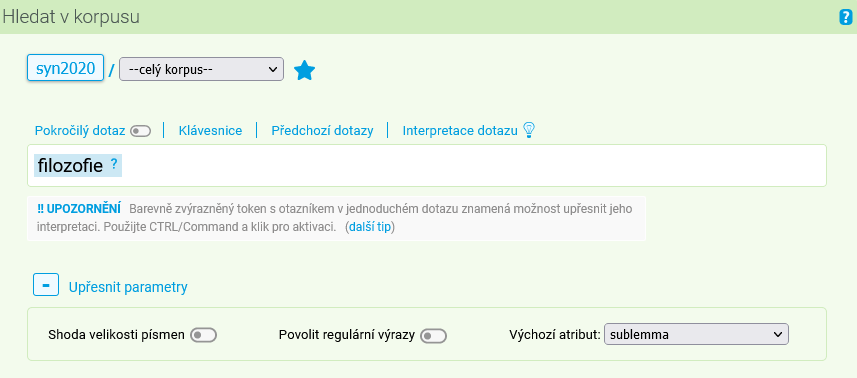 Hledat v korpusu ?
syn2020 / --celý korpus--
Pokročilý dotaz | Klávesnice | Předchozí dotazy | Interpretace dotazu
filozofie ?
!! UPOZORNĚNÍ Barevně zvýrazněný token s otazníkem v jednoduchém dotazu znamená možnost upřesnit jeho
interpretaci. Použijte CTRL/Command a klik pro aktivaci. (další tip)
- Upřesnit parametry
Shoda velikosti písmen Povolit regulární výrazy Výchozí atribut: sublemma